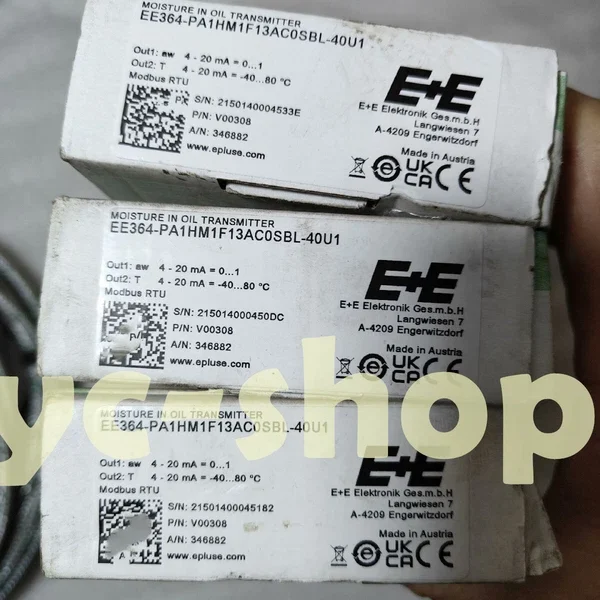 MOISTURE IN OIL TRANSMITTER
EE364-PA1HM1F13AC0SBL-40U1
Out1: aw 4 - 20 mA = 0...1
Out2: T 4 - 20 mA = -40...80 °C
Modbus RTU
S/N: 2150140004533E
P/N: V00308
A/N: 346882
www.epluse.com
E+E
E+E Elektronik Ges.m.b.H
Langwiesen 7
A-4209 Engerwitzdorf
Made in Austria
UK
CA
CE
MOISTURE IN OIL TRANSMITTER
EE364-PA1HM1F13AC0SBL-40U1
Out1: aw 4 - 20 mA = 0...1
Out2: T 4 - 20 mA = -40...80 °C
Modbus RTU
S/N: 215014000450DC
P/N: V00308
A/N: 346882
www.epluse.com
E+E
E+E Elektronik Ges.m.b.H
Langwiesen 7
A-4209 Engerwitzdorf
Made in Austria
UK
CA
CE
yc-shop
MOISTURE IN OIL TRANSMITTER
EE364-PA1HM1F13AC0SBL-40U1
Out1: aw 4 - 20 mA = 0...1
Out2: T 4 - 20 mA = -40...80 °C
Modbus RTU
S/N: 21501400045182
P/N: V00308
A/N: 346882
www.epluse.com
E+E
E+E Elektronik Ges.m.b.H
Langwiesen 7
A-4209 Engerwitzdorf
Made in Austria
UK
CA
CE